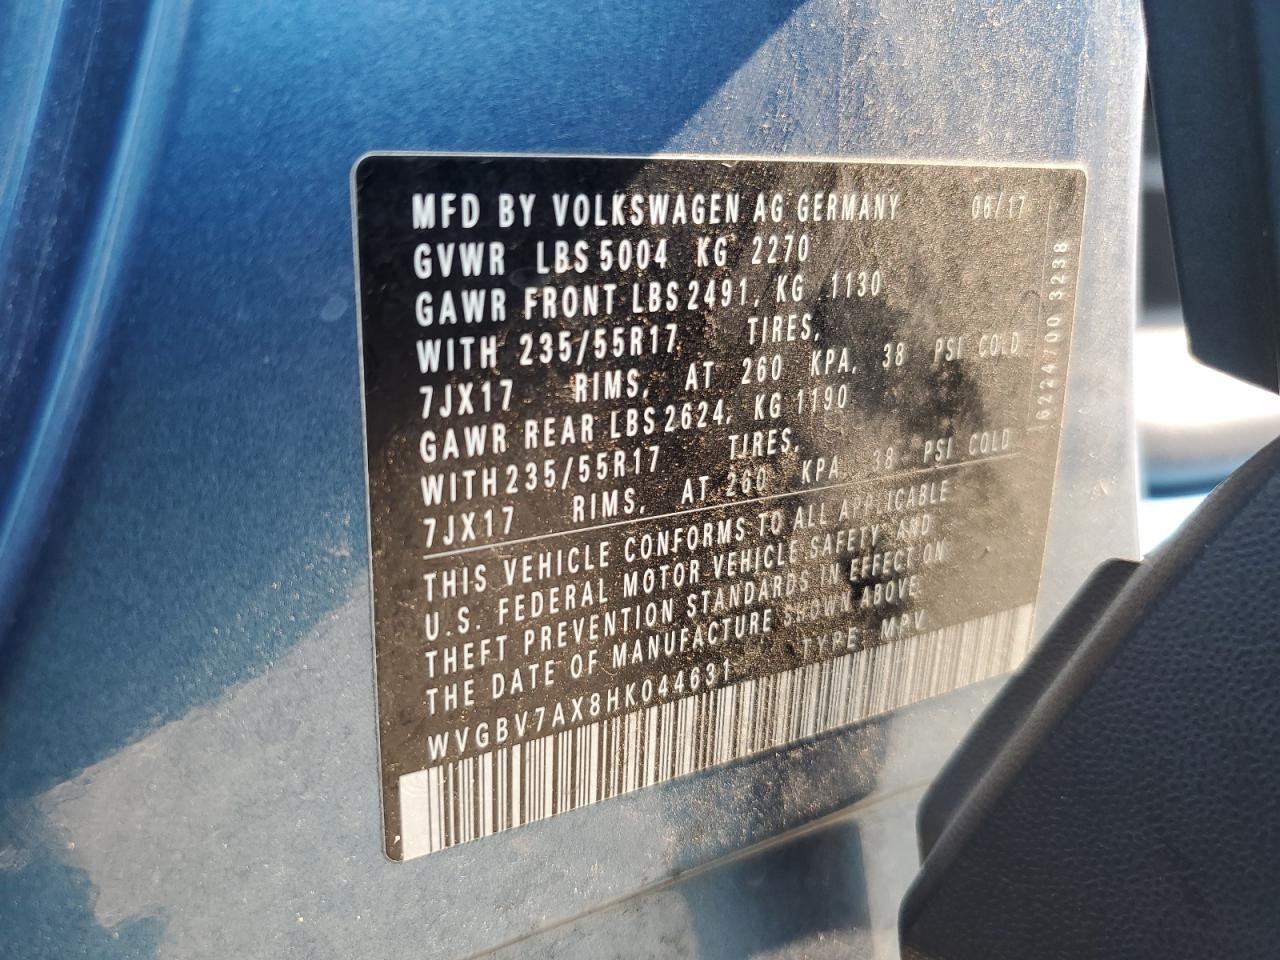 MFD BY VOLKSWAGEN AG GERMANY 06/17
GVWR LBS 5004 KG 2270
GAWR FRONT LBS 2491, KG 1130
WITH 235/55R17 TIRES,
7JX17 RIMS, AT 260 KPA, 38 PSI COLD
GAWR REAR LBS 2624, KG 1190
WITH 235/55R17 TIRES,
7JX17 RIMS, AT 260 KPA, 38 PSI COLD
THIS VEHICLE CONFORMS TO ALL APPLICABLE
U.S. FEDERAL MOTOR VEHICLE SAFETY AND
THEFT PREVENTION STANDARDS IN EFFECT ON
THE DATE OF MANUFACTURE SHOWN ABOVE.
WVGBV7AX8HK044631 TYPE: MPV
6224/00 3238